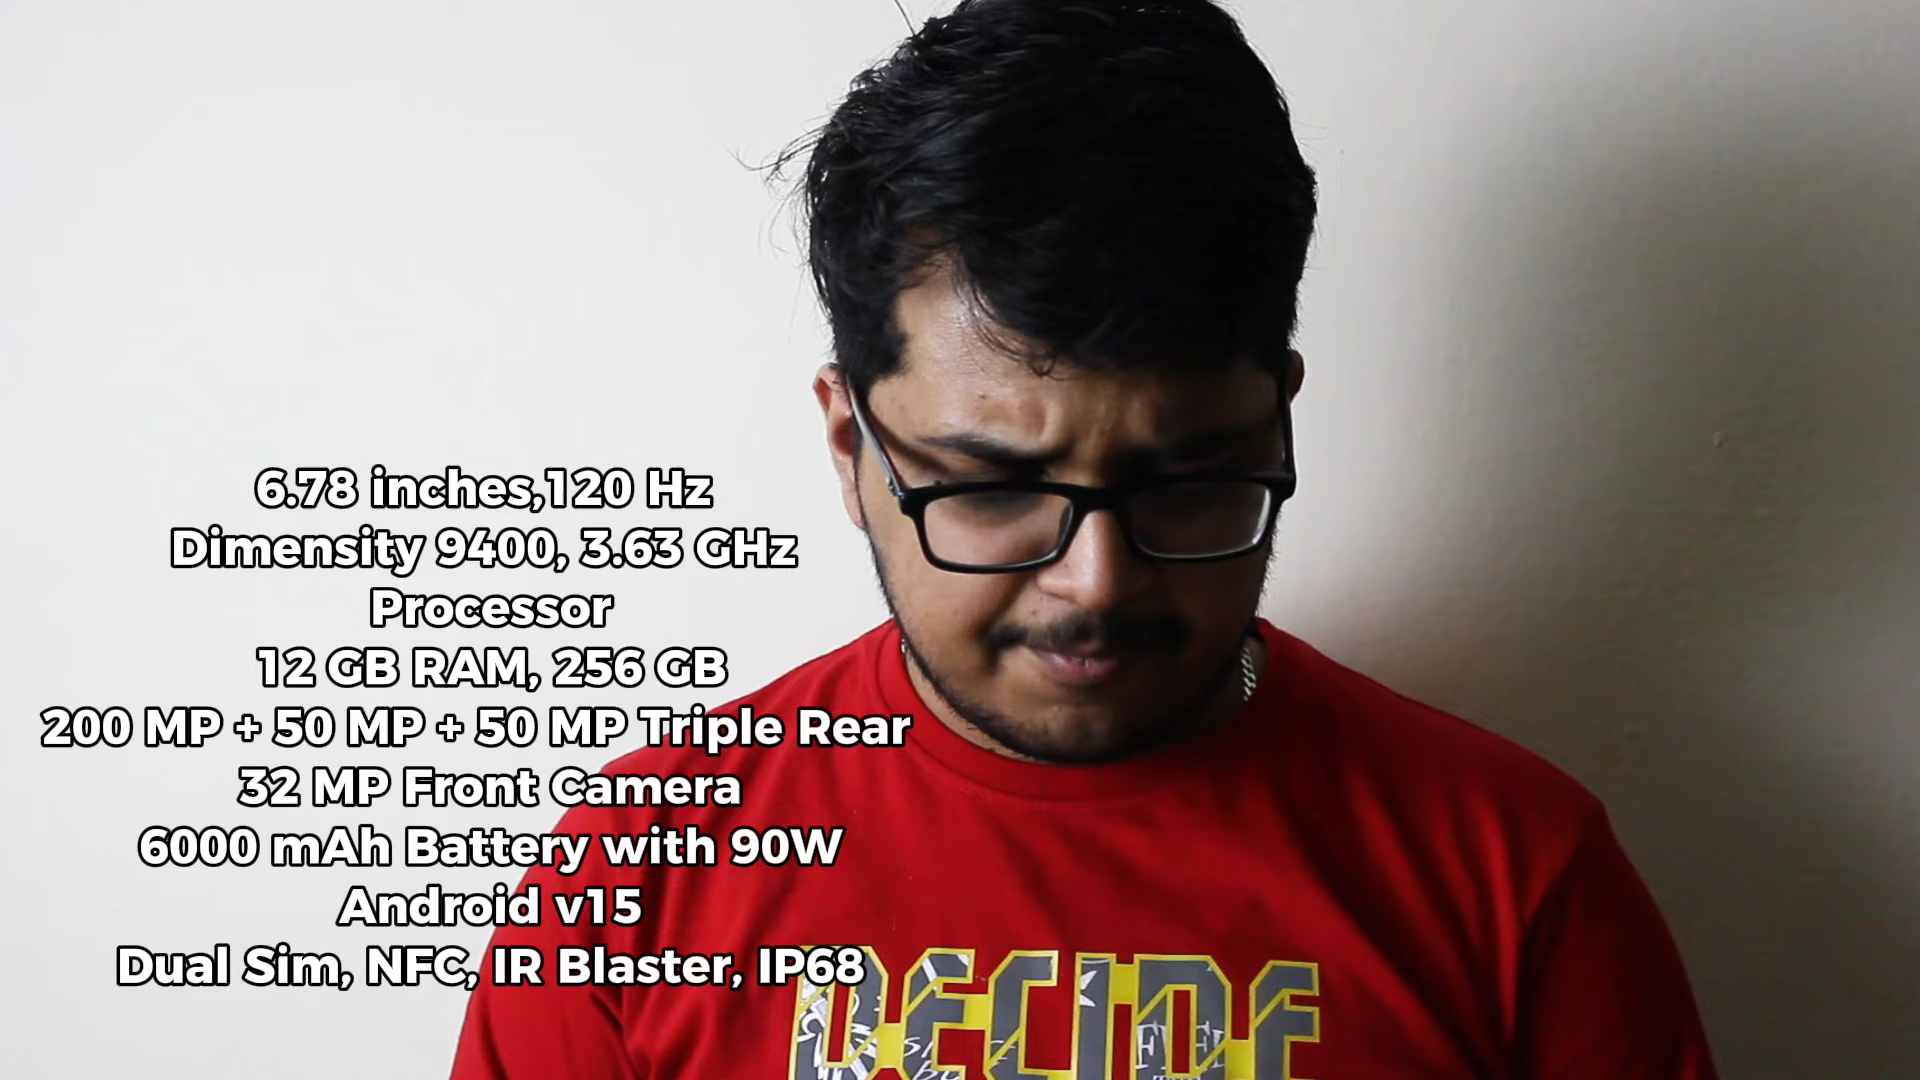 6.78 inches,120 Hz
Dimensity 9400, 3.63 GHz
Processor
12 GB RAM, 256 GB
200 MP + 50 MP + 50 MP Triple Rear
32 MP Front Camera
6000 mAh Battery with 90W
Android v15
Dual Sim, NFC, IR Blaster, IP68
DECIDE